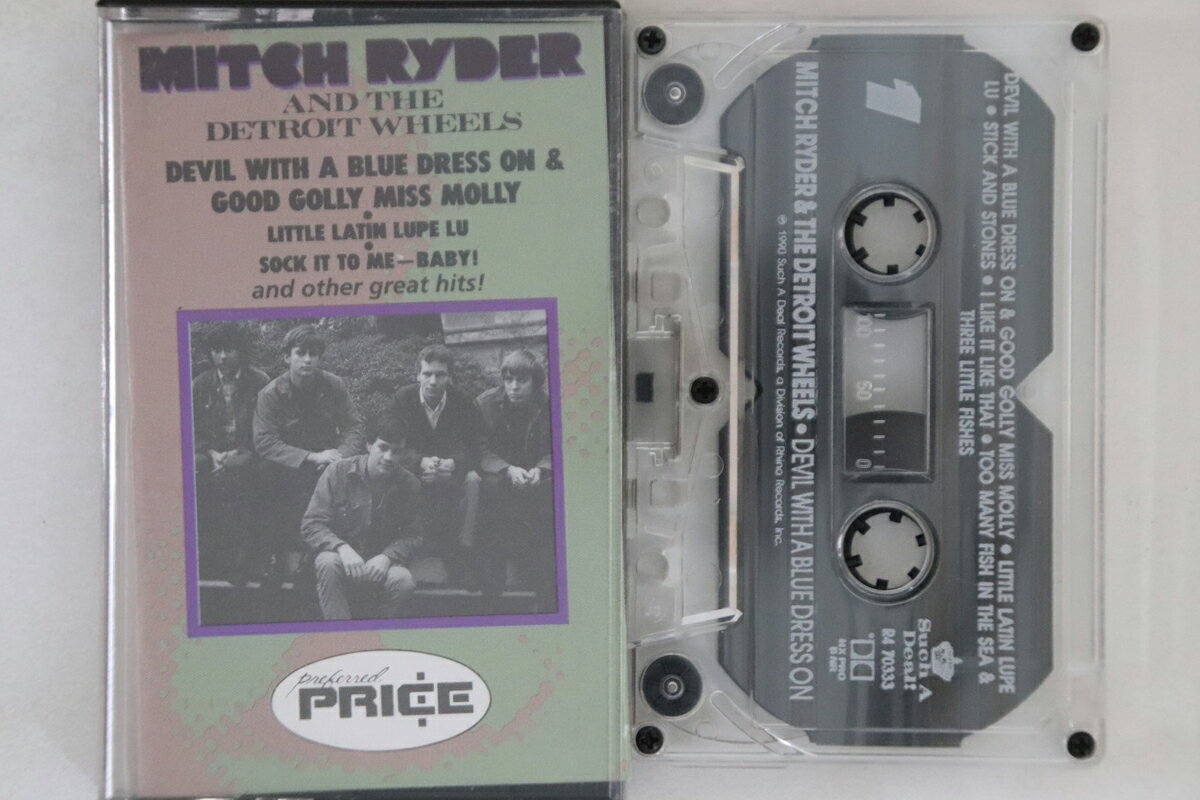 MITCH RYDER
AND THE
DETROIT WHEELS
DEVIL WITH A BLUE DRESS ON &
GOOD GOLLY MISS MOLLY
•
LITTLE LATIN LUPE LU
•
SOCK IT TO ME—BABY!
and other great hits!
preferred
PRICE
1
DEVIL WITH A BLUE DRESS ON & GOOD GOLLY MISS MOLLY • LITTLE LATIN LUPE
LU • STICK AND STONES • I LIKE IT LIKE THAT • TOO MANY FISH IN THE SEA &
THREE LITTLE FISHES
100 50 0
MITCH RYDER & THE DETROIT WHEELS • DEVIL WITH A BLUE DRESS ON
℗ 1990 Such A Deal Records, a Division of Rhino Records, Inc.
Such A
Deal!
R4 70333
HX PRO
B NR